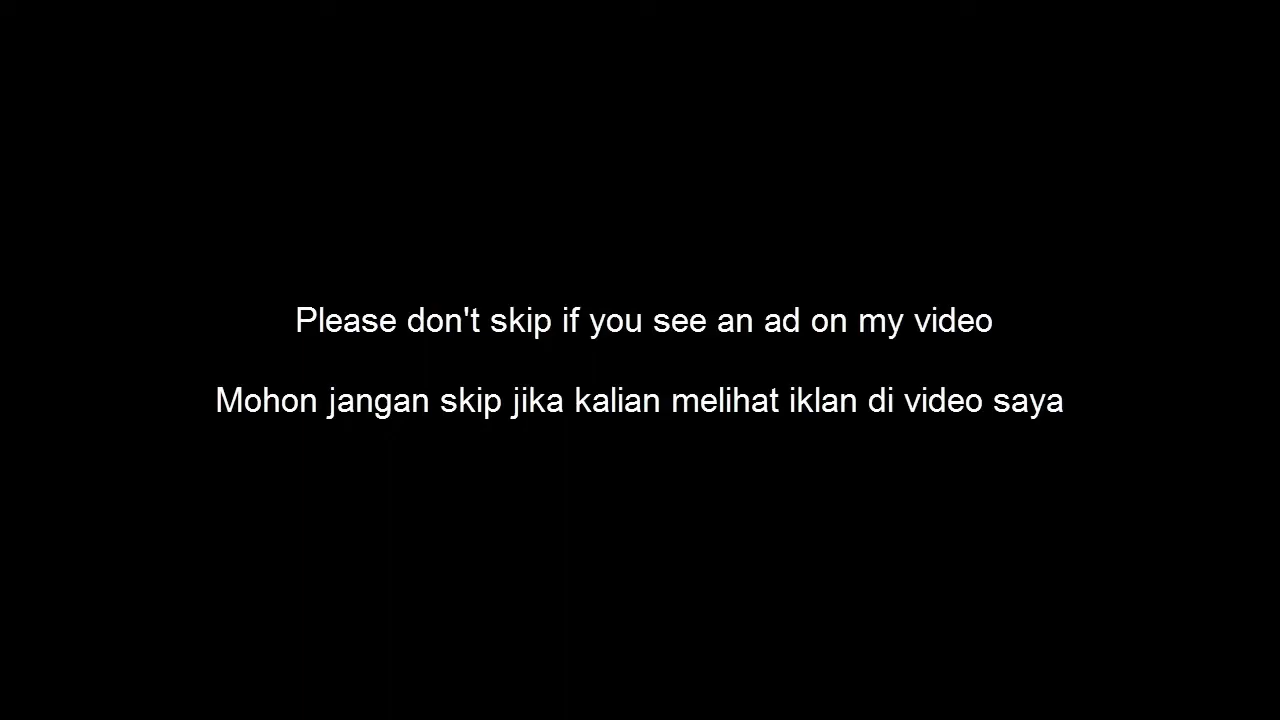 Please don't skip if you see an ad on my video
Mohon jangan skip jika kalian melihat iklan di video saya